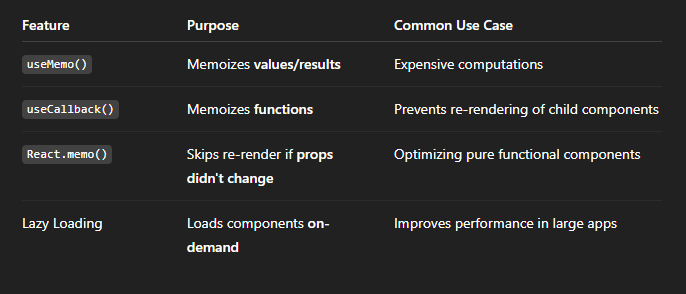 Feature Purpose Common Use Case
useMemo() Memoizes values/results Expensive computations
useCallback() Memoizes functions Prevents re-rendering of child components
React.memo() Skips re-render if props Optimizing pure functional components
didn't change
Lazy Loading Loads components on- Improves performance in large apps
demand